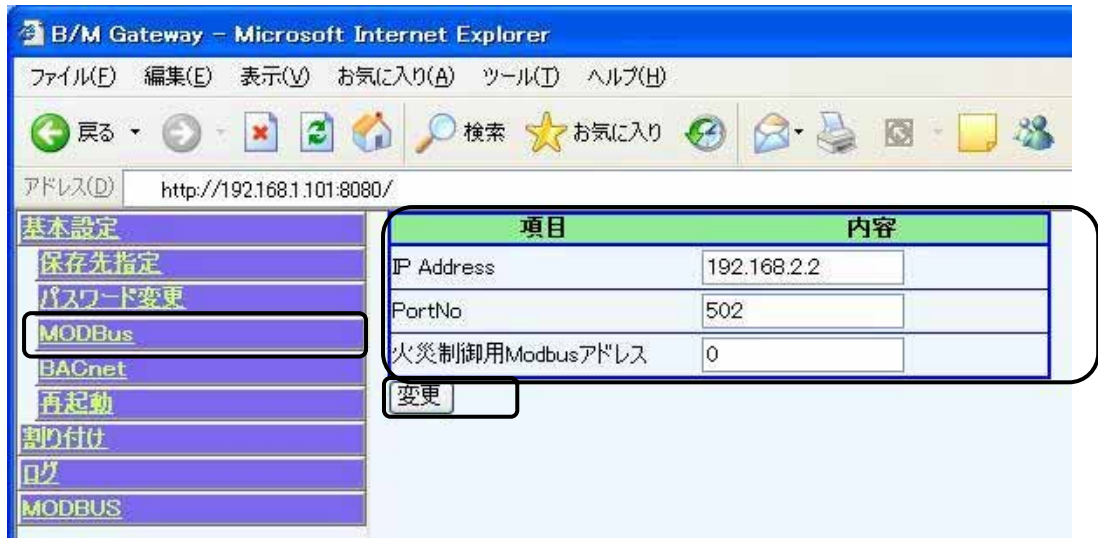 B/M Gateway - Microsoft Internet Explorer
ファイル(F) 編集(E) 表示(V) お気に入り(A) ツール(T) ヘルプ(H)
戻る 検索 お気に入り
アドレス(D) http://192.168.1.101:8080/
基本設定
保存先指定
パスワード変更
MODBus
BACnet
再起動
割り付け
ログ
MODBUS
項目 内容
IP Address 192.168.2.2
PortNo 502
火災制御用Modbusアドレス 0
変更